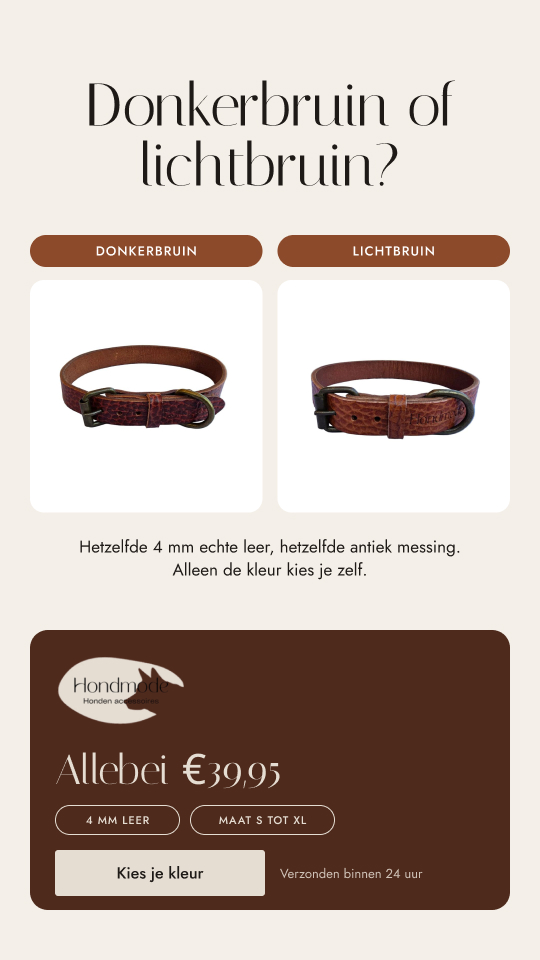 Donkerbruin of
lichtbruin?
DONKERBRUIN
LICHTBRUIN
Hetzelfde 4 mm echte leer, hetzelfde antiek messing.
Alleen de kleur kies je zelf.
Hondmode
Honden accessoires
Allebei €39,95
4 MM LEER
MAAT S TOT XL
Kies je kleur
Verzonden binnen 24 uur